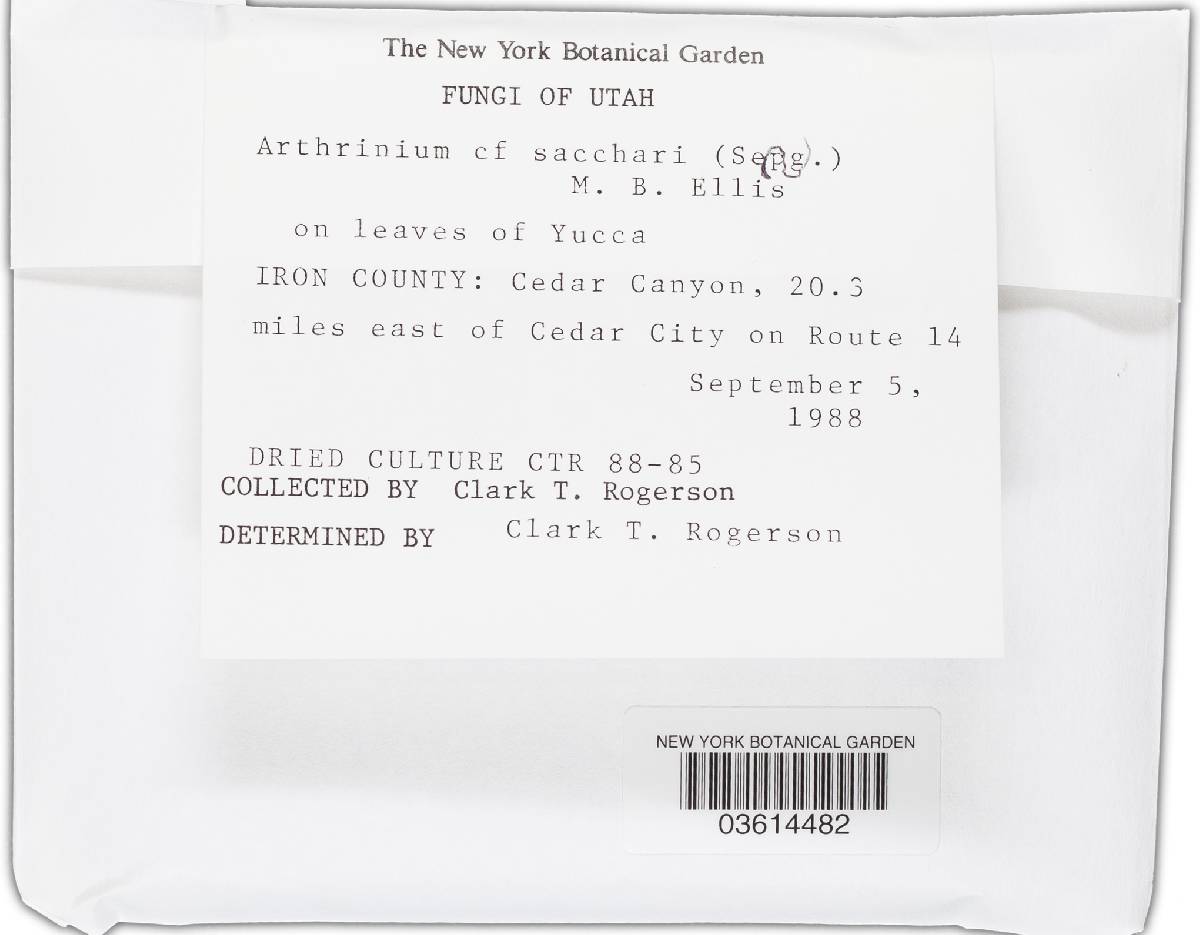 The New York Botanical Garden
FUNGI OF UTAH
Arthrinium cf sacchari (Sepg.)
M. B. Ellis
on leaves of Yucca
IRON COUNTY: Cedar Canyon, 20.3
miles east of Cedar City on Route 14
September 5,
1988
DRIED CULTURE CTR 88-85
COLLECTED BY Clark T. Rogerson
DETERMINED BY Clark T. Rogerson
NEW YORK BOTANICAL GARDEN
03614482